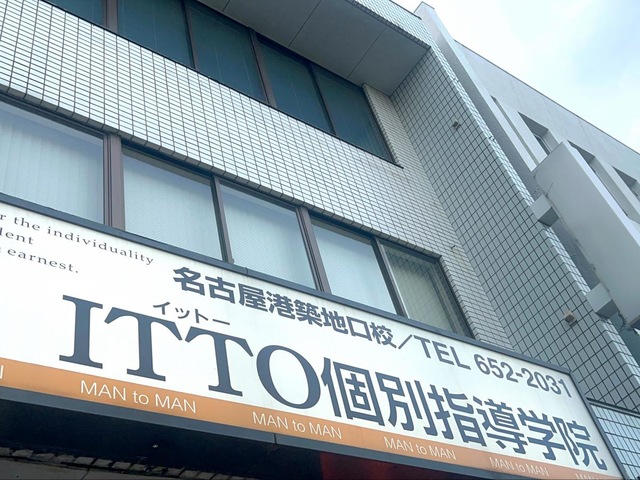 r the individuality
dent
earnest.
名古屋港築地口校／TEL 652-2031
イットー
ITTO個別指導学院
MAN to MAN MAN to MAN MAN to MAN MAN to MAN